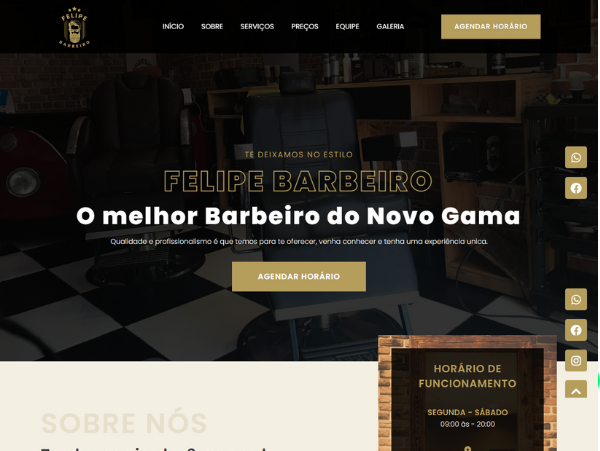 FELIPE
BARBEIRO
INÍCIO SOBRE SERVIÇOS PREÇOS EQUIPE GALERIA
AGENDAR HORÁRIO
TE DEIXAMOS NO ESTILO
FELIPE BARBEIRO
O melhor Barbeiro do Novo Gama
Qualidade e profissionalismo é que temos para te oferecer, venha conhecer e tenha uma experiência unica.
AGENDAR HORÁRIO
HORÁRIO DE
FUNCIONAMENTO
SEGUNDA - SÁBADO
09:00 às - 20:00
SOBRE NÓS